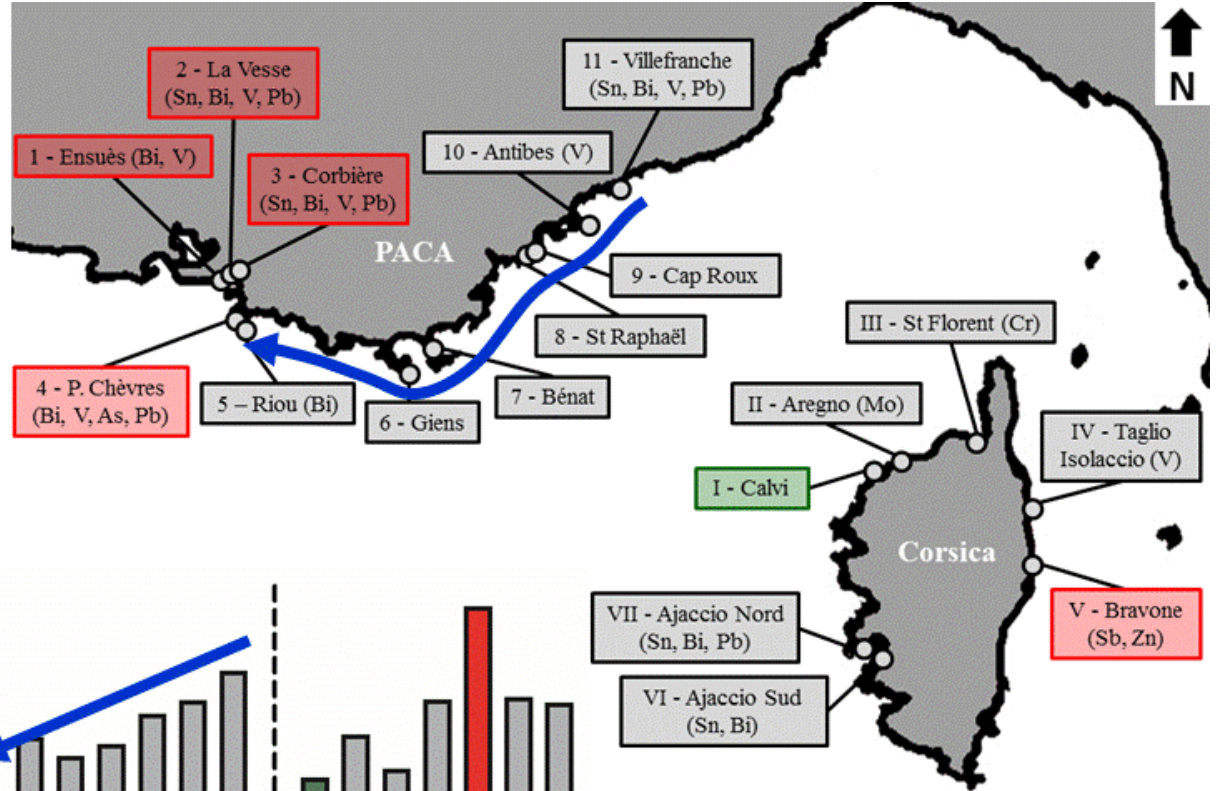 N
2 - La Vesse
(Sn, Bi, V, Pb)
11 - Villefranche
(Sn, Bi, V, Pb)
1 - Ensuès (Bi, V)
10 - Antibes (V)
3 - Corbière
(Sn, Bi, V, Pb)
PACA
9 - Cap Roux
8 - St Raphaël
III - St Florent (Cr)
4 - P. Chèvres
(Bi, V, As, Pb)
5 – Riou (Bi)
6 - Giens
7 - Bénat
II - Aregno (Mo)
IV - Taglio
Isolaccio (V)
I - Calvi
Corsica
VII - Ajaccio Nord
(Sn, Bi, Pb)
V - Bravone
(Sb, Zn)
VI - Ajaccio Sud
(Sn, Bi)